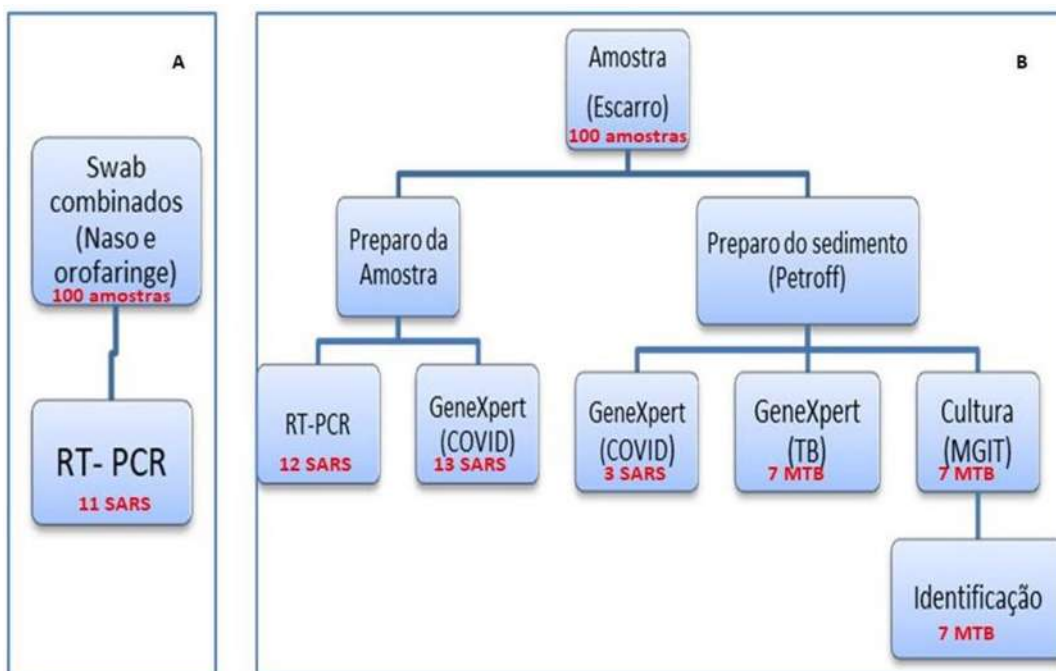 A
Swab
combinados
(Naso e
orofaringe)
100 amostras
RT- PCR
11 SARS
B
Amostra
(Escarro)
100 amostras
Preparo da
Amostra
Preparo do sedimento
(Petroff)
RT-PCR
12 SARS
GeneXpert
(COVID)
13 SARS
GeneXpert
(COVID)
3 SARS
GeneXpert
(TB)
7 MTB
Cultura
(MGIT)
7 MTB
Identificação
7 MTB